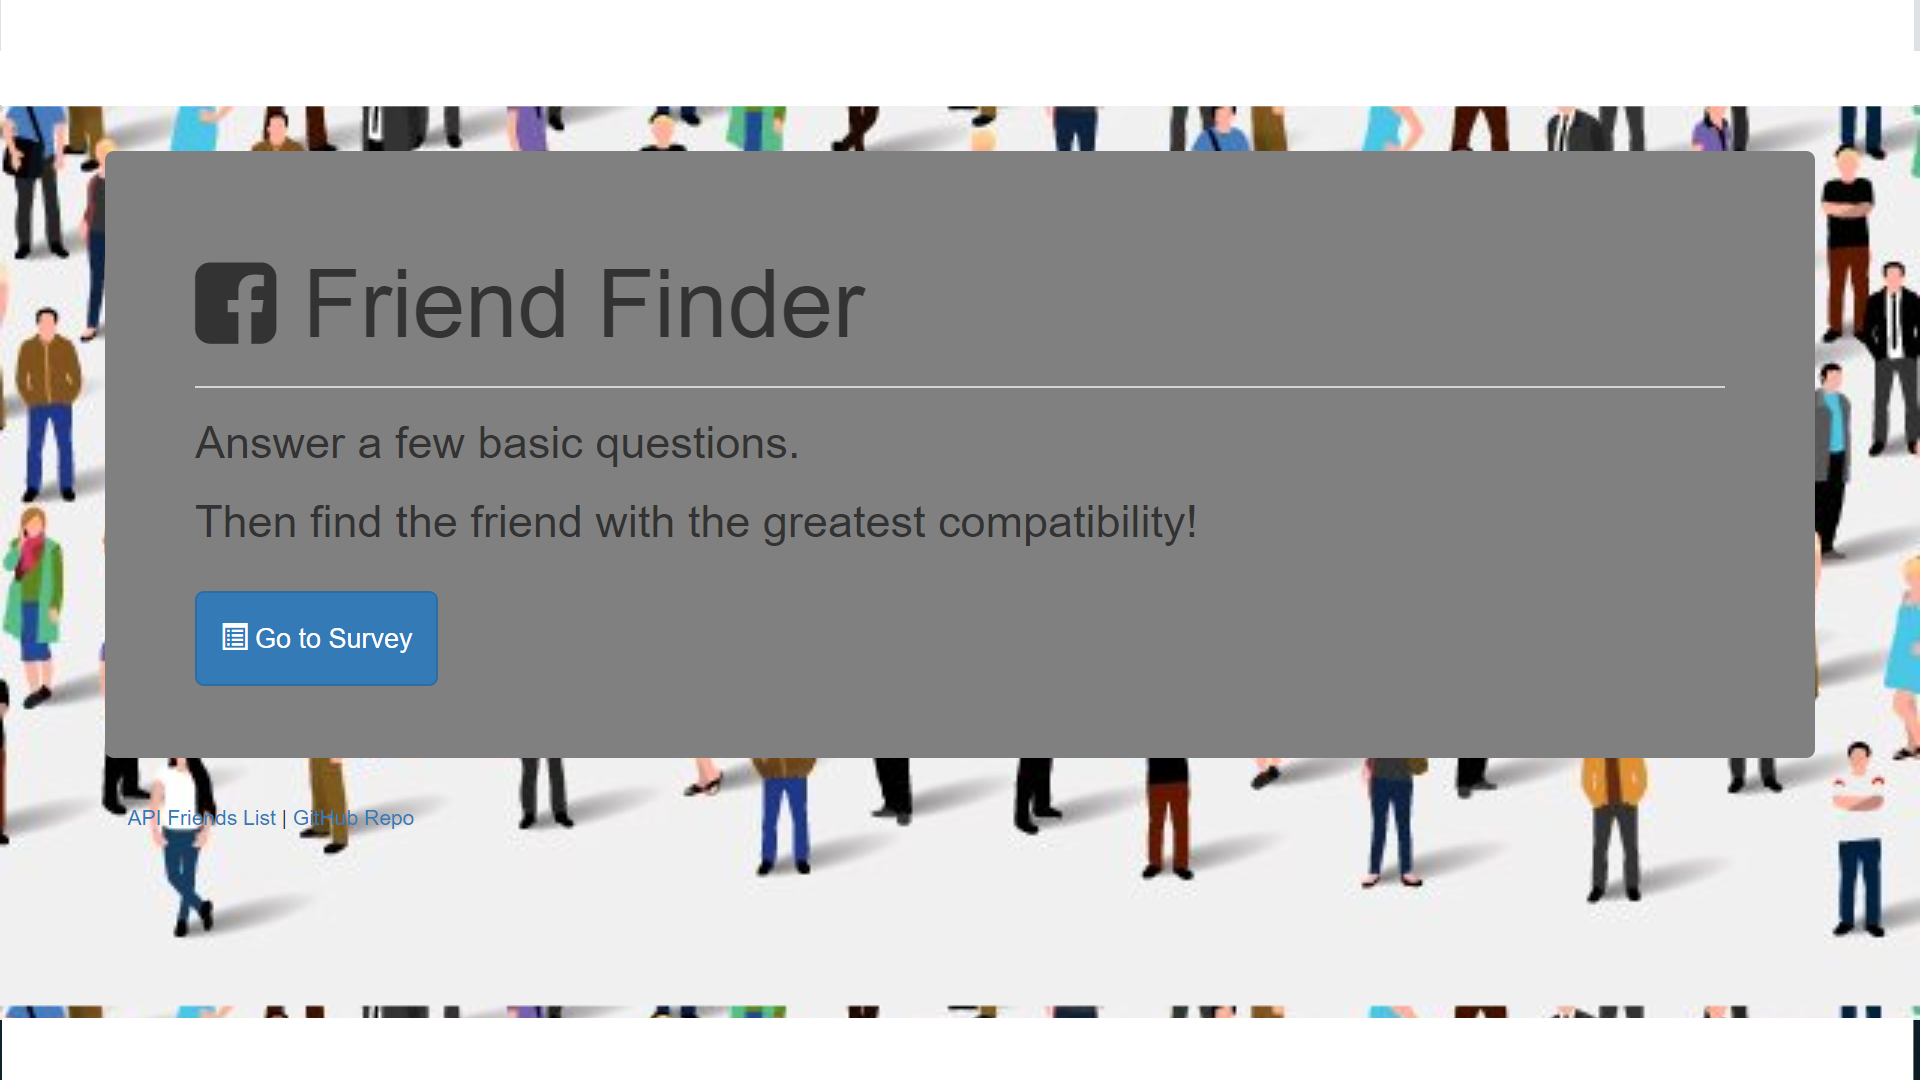 Friend Finder
Answer a few basic questions.
Then find the friend with the greatest compatibility!
Go to Survey
API Friends List | GitHub Repo